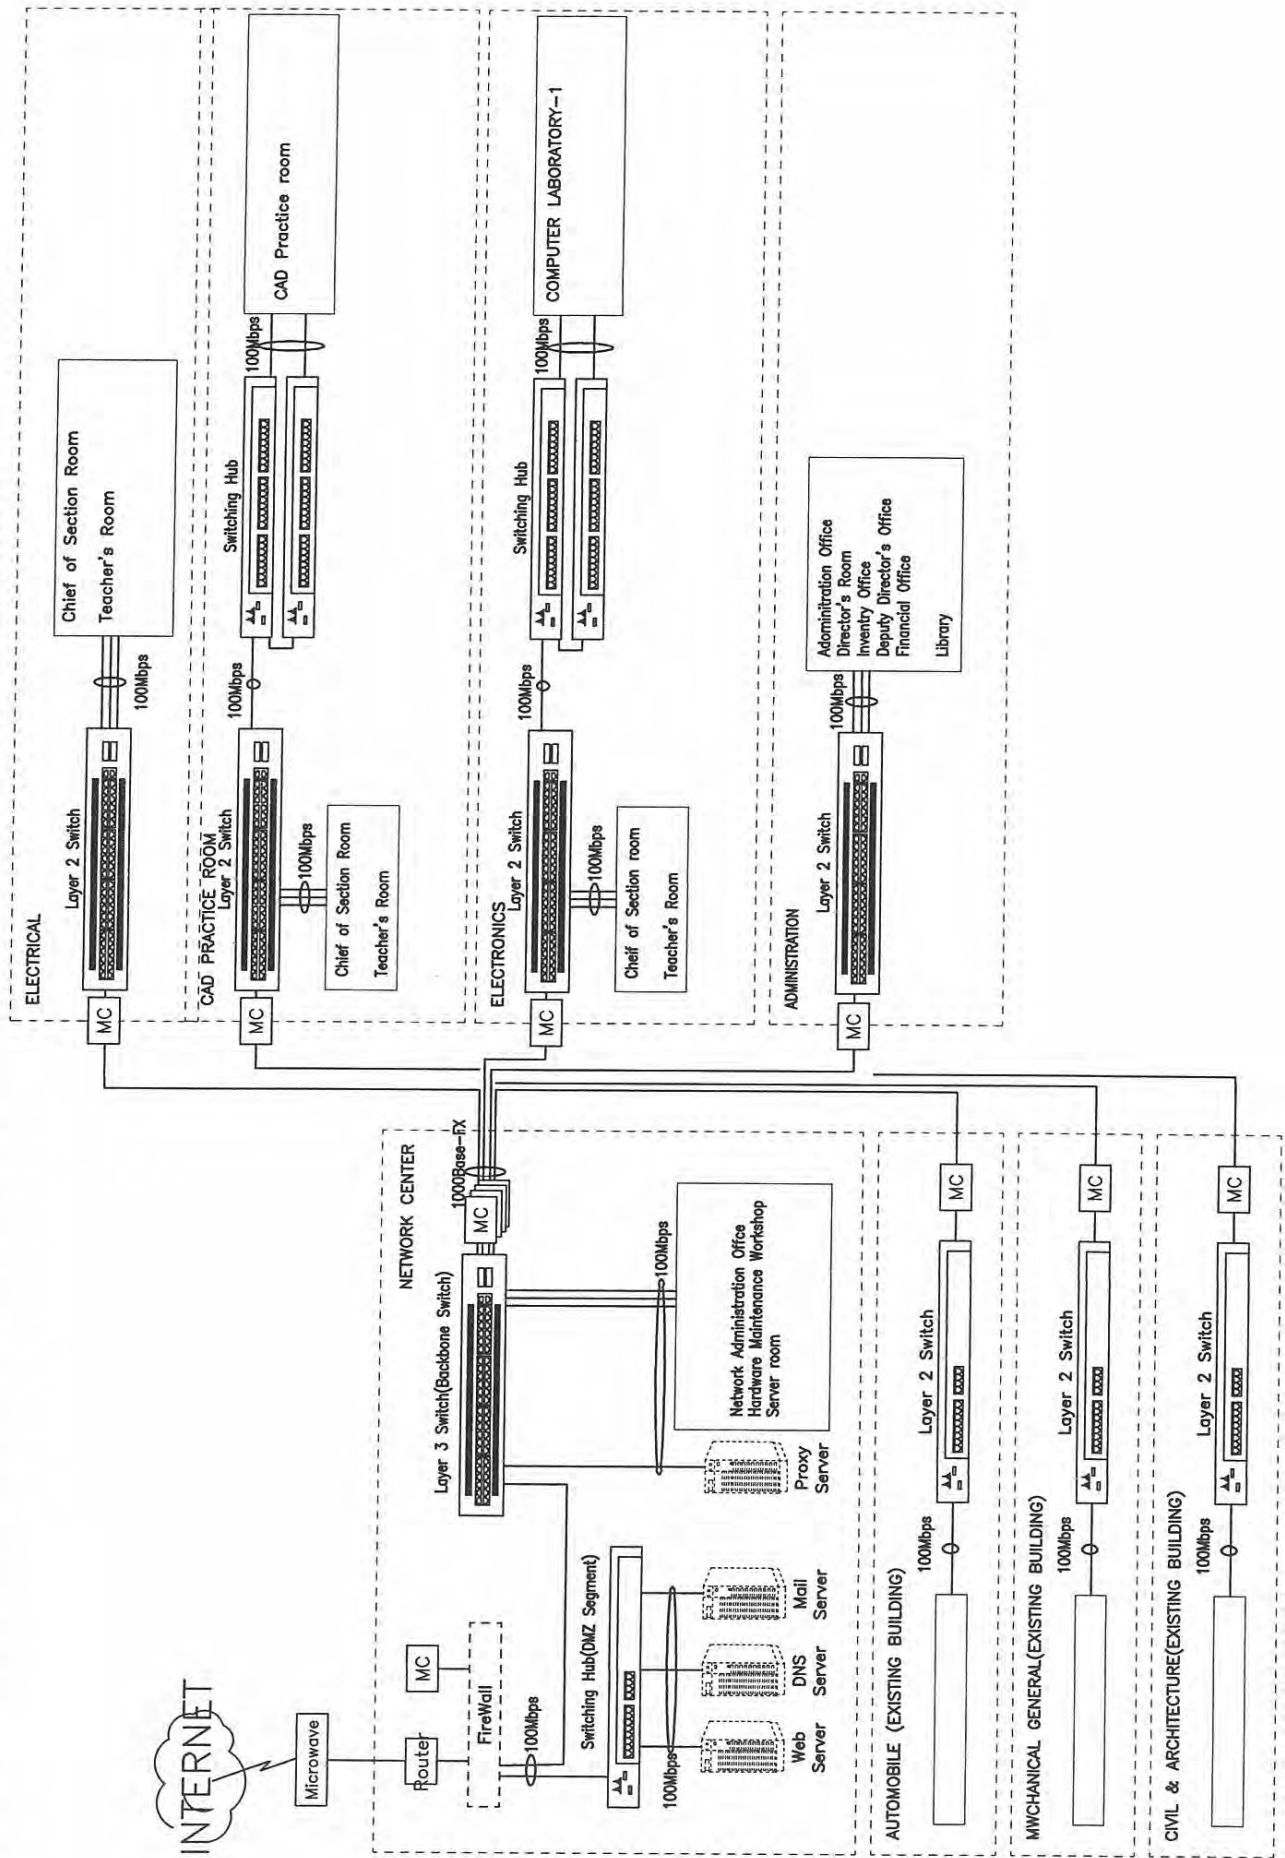 INTERNET
Microwave
Router
MC
FireWall
100Mbps
NETWORK CENTER
Layer 3 Switch(Backbone Switch)
MC
1000Base-FX
Switching Hub(DMZ Segment)
100Mbps
100Mbps
Web
Server
DNS
Server
Mail
Server
Proxy
Server
Network Administration Offce
Hardware Maintenance Workshop
Server room
AUTOMOBILE (EXISTING BUILDING)
100Mbps
Layer 2 Switch
MC
MWCHANICAL GENERAL(EXISTING BUILDING)
100Mbps
Layer 2 Switch
MC
CIVIL & ARCHITECTURE(EXISTING BUILDING)
100Mbps
Layer 2 Switch
MC
ELECTRICAL
MC
Layer 2 Switch
100Mbps
Chief of Section Room
Teacher's Room
CAD PRACTICE ROOM
MC
Layer 2 Switch
100Mbps
Switching Hub
100Mbps
CAD Practice room
100Mbps
Chief of Section Room
Teacher's Room
ELECTRONICS
MC
Layer 2 Switch
100Mbps
Switching Hub
100Mbps
COMPUTER LABORATORY-1
100Mbps
Cheif of Section room
Teacher's Room
ADMINISTRATION
MC
Layer 2 Switch
100Mbps
Adominitration Office
Director's Room
Inventry Office
Deputy Director's Office
Financial Office
Library